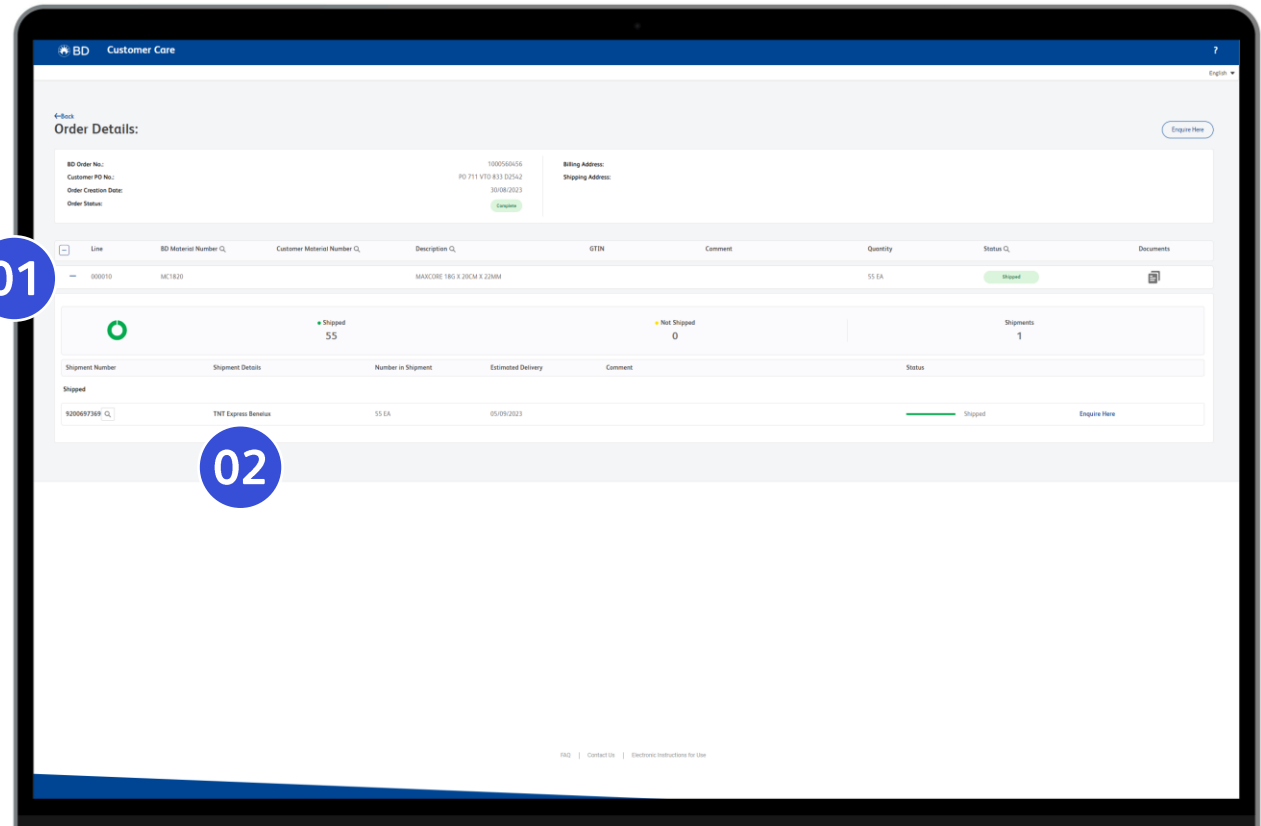 BD Customer Care ?
English
Back
Order Details:
Enquire Here
BD Order No.: 1000560456 Billing Address:
Customer PO No.: PO 711 VTO 833 D2542 Shipping Address:
Order Creation Date: 30/08/2023
Order Status: Complete
Line BD Material Number Customer Material Number Description GTIN Comment Quantity Status Documents
01
000010 MC1820 MAXCORE 18G X 20CM X 22MM 55 EA Shipped
Shipped Not Shipped Shipments
55 0 1
Shipment Number Shipment Details Number in Shipment Estimated Delivery Comment Status
Shipped
9200697369 TNT Express Benelux 55 EA 05/09/2023 Shipped Enquire Here
02
FAQ | Contact Us | Electronic Instructions for Use